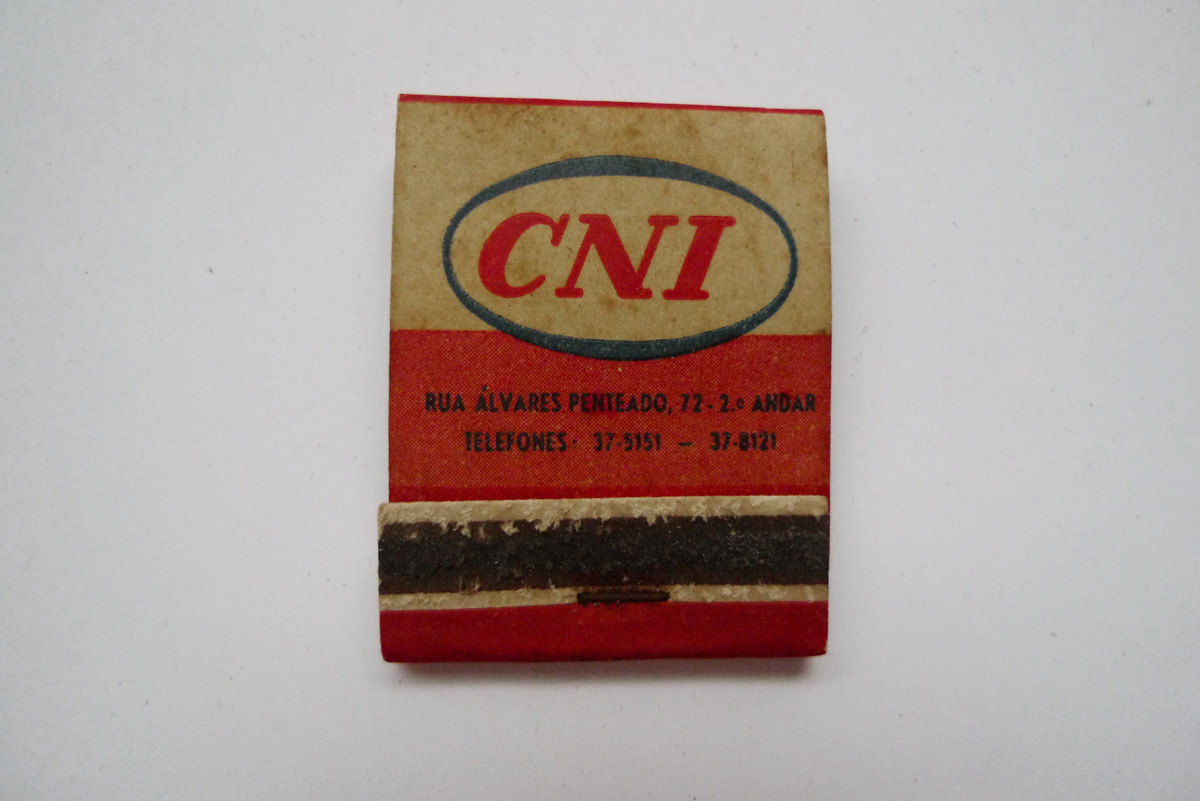 CNI
RUA ÁLVARES PENTEADO, 72 - 2.º ANDAR
TELEFONES: 37-5151 — 37-8121